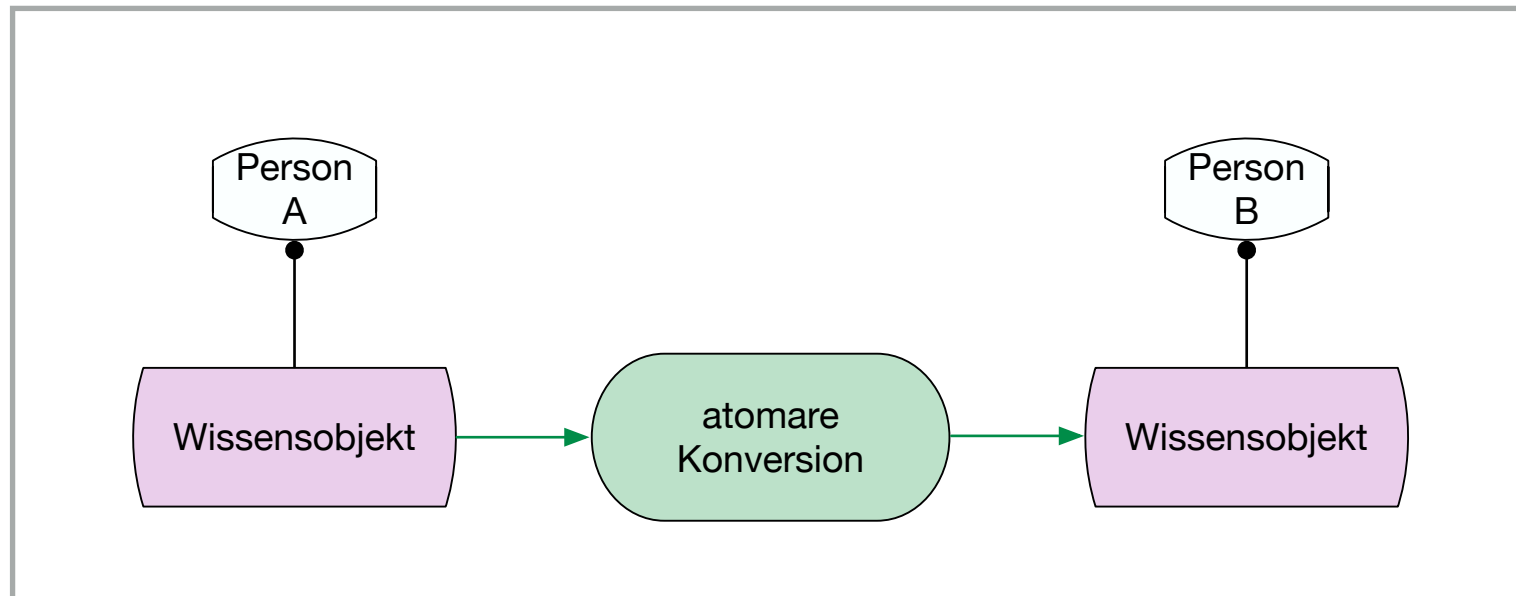 Person
A
Person
B
Wissensobjekt
atomare
Konversion
Wissensobjekt